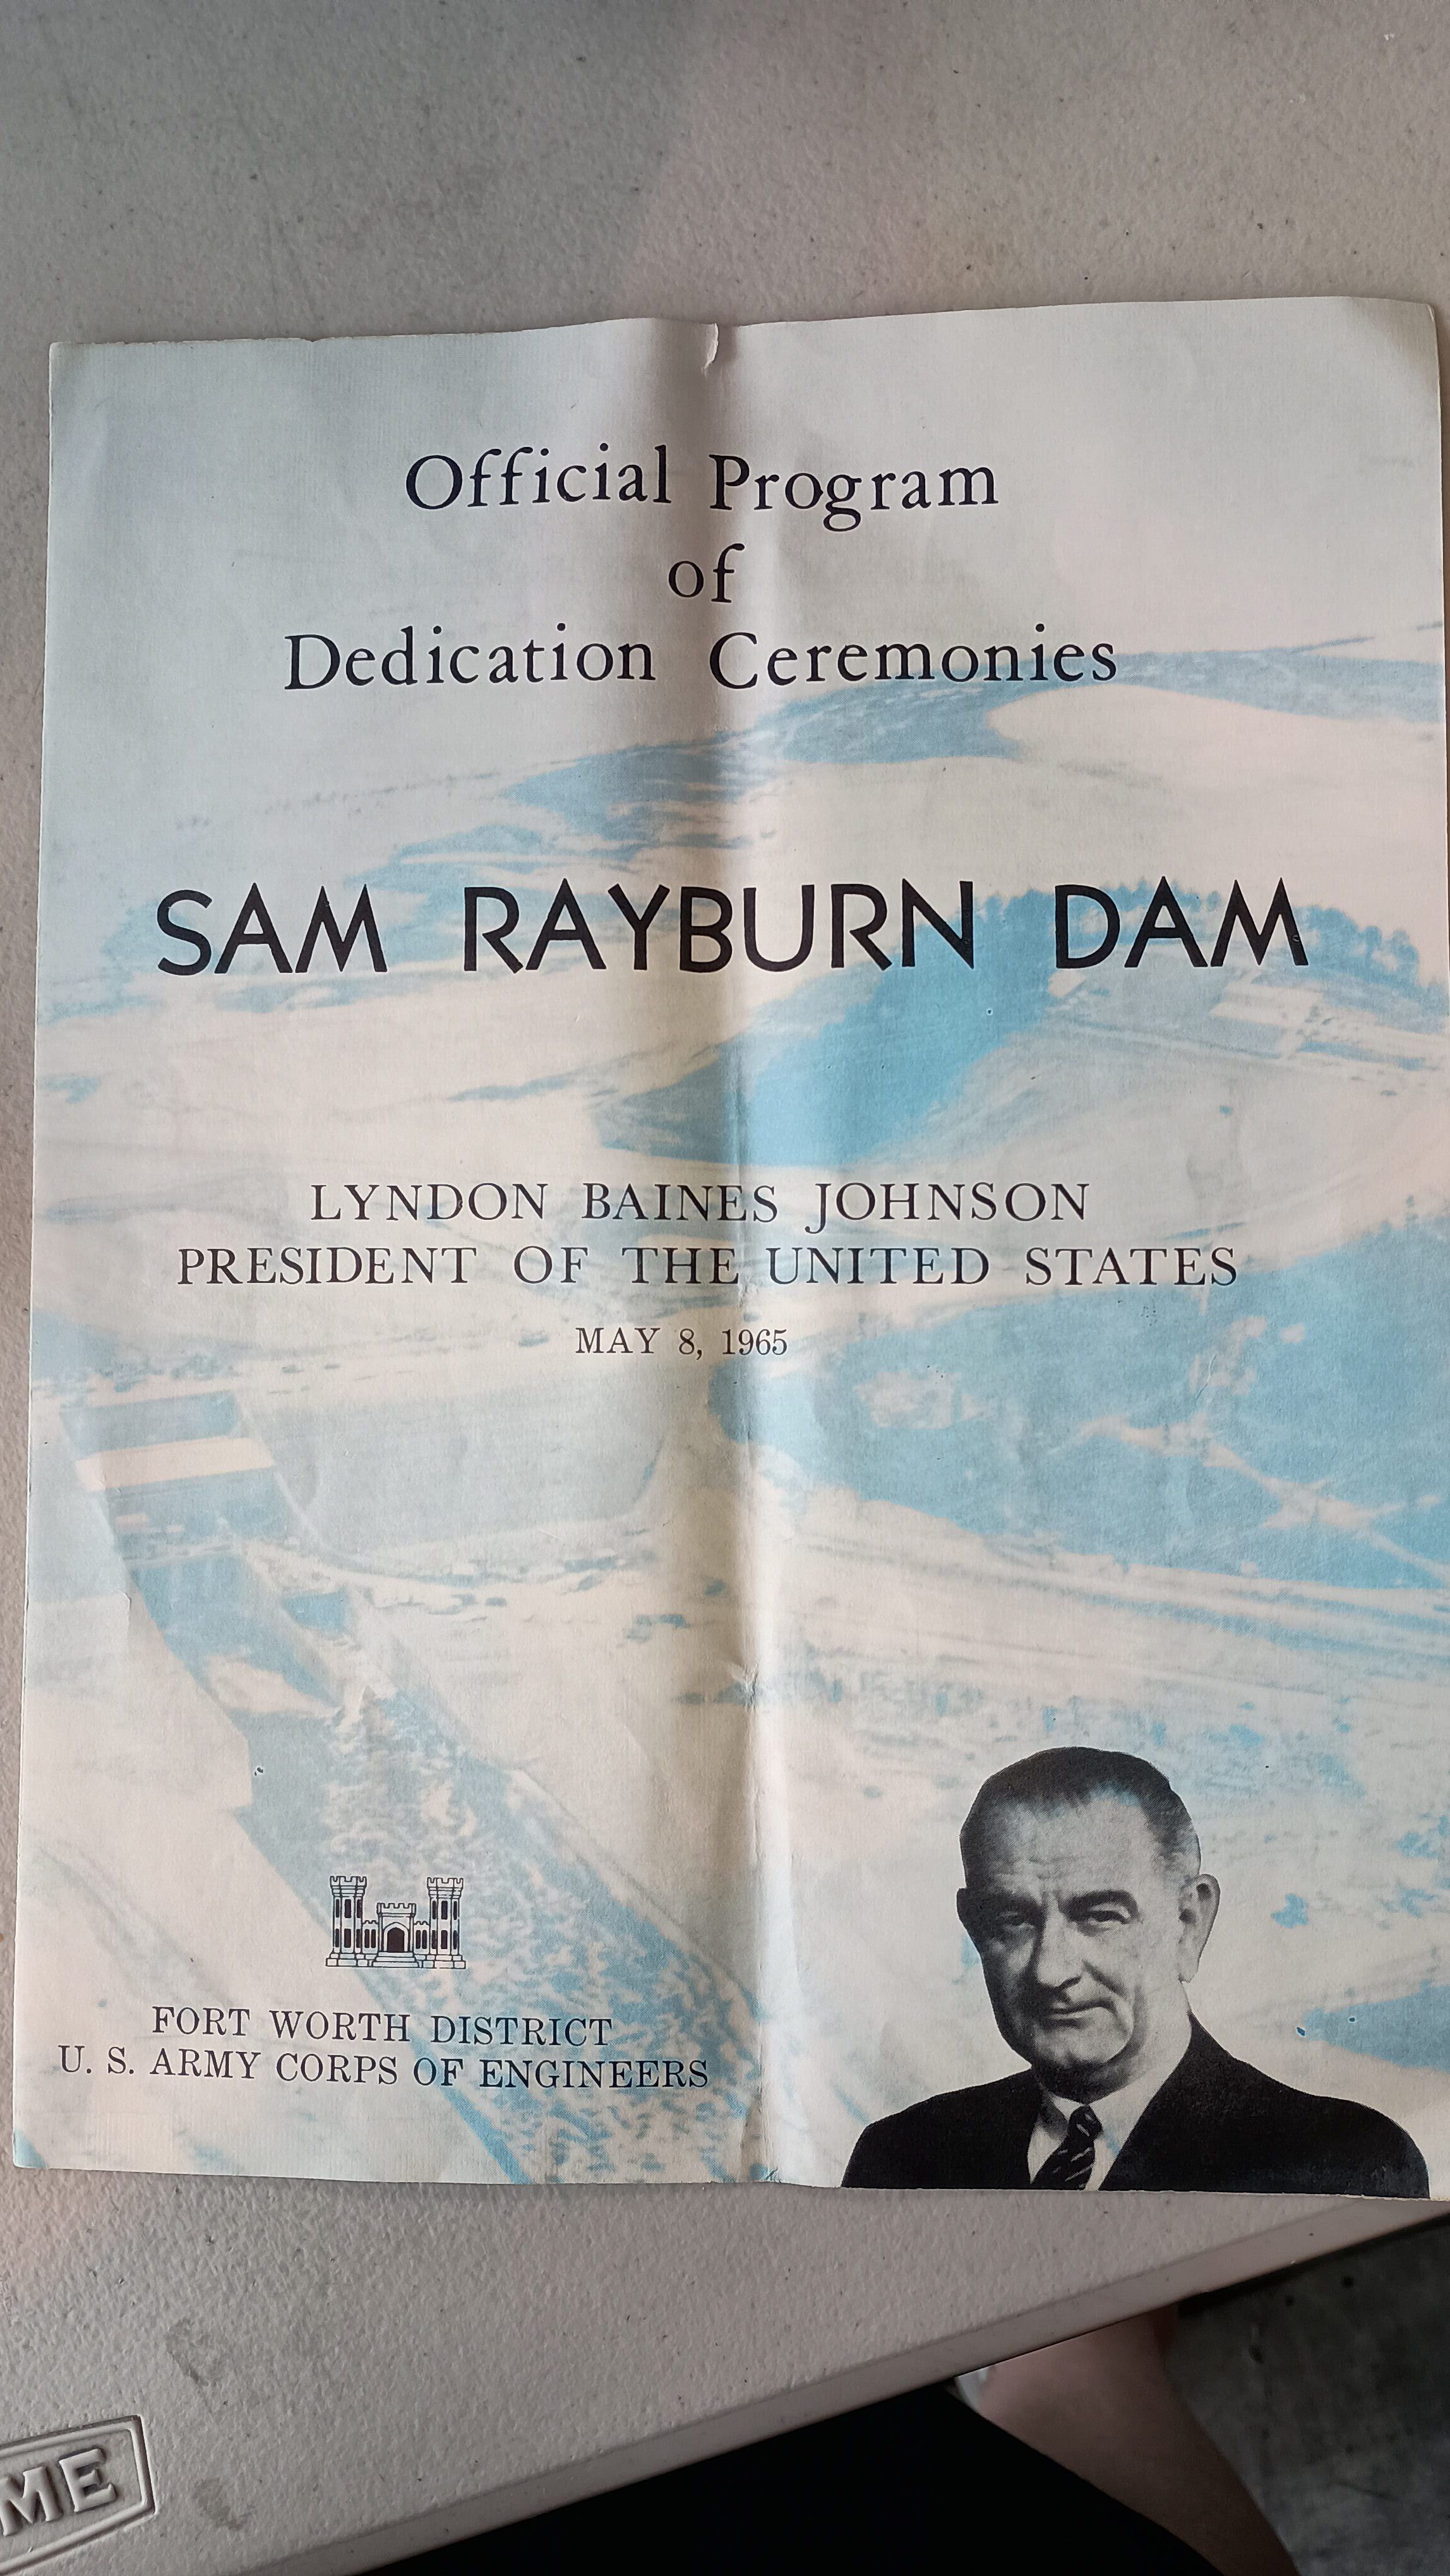 Official Program
of
Dedication Ceremonies
SAM RAYBURN DAM
LYNDON BAINES JOHNSON
PRESIDENT OF THE UNITED STATES
MAY 8, 1965
FORT WORTH DISTRICT
U. S. ARMY CORPS OF ENGINEERS
ME